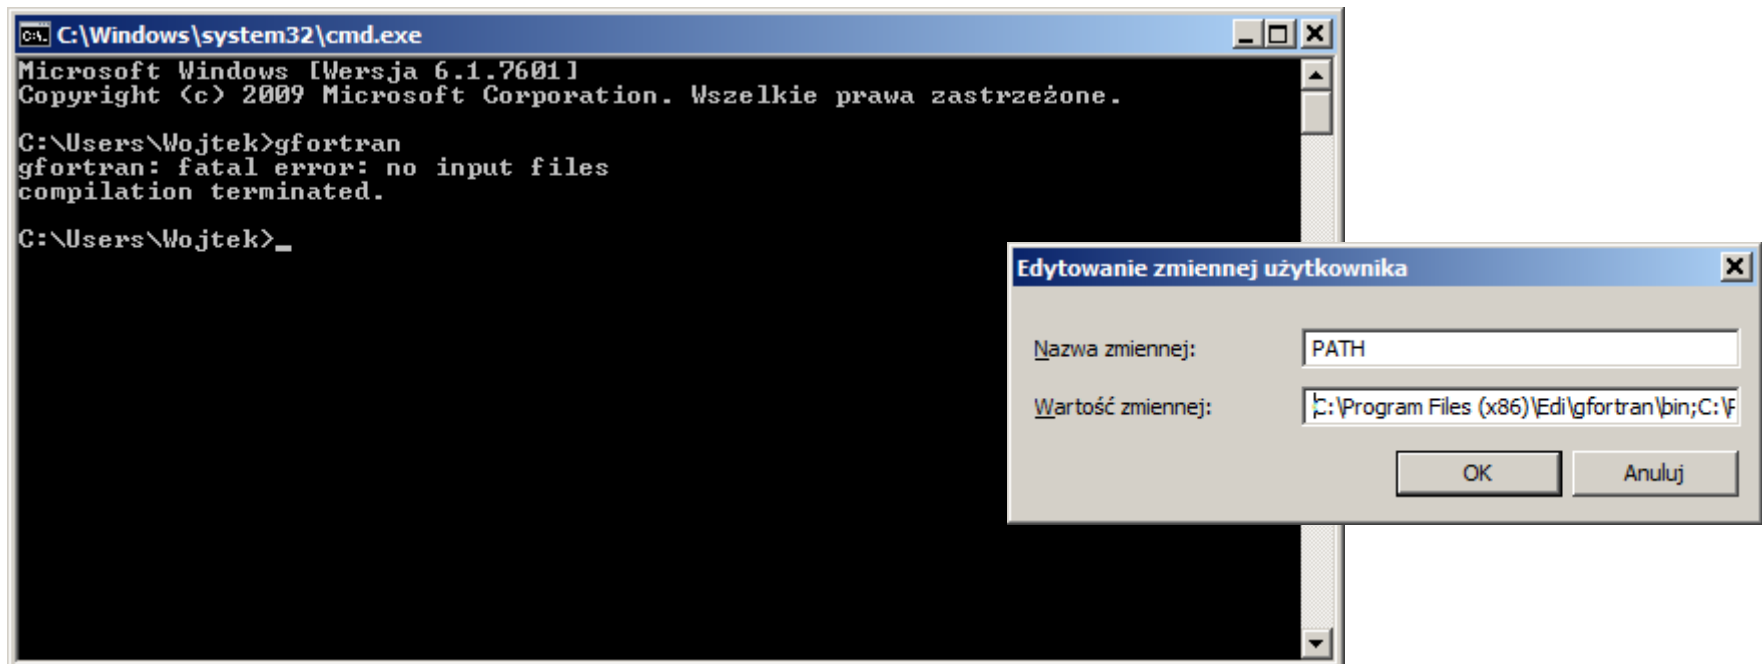 C:\Windows\system32\cmd.exe
Microsoft Windows [Wersja 6.1.7601]
Copyright (c) 2009 Microsoft Corporation. Wszelkie prawa zastrzeżone.
C:\Users\Wojtek>gfortran
gfortran: fatal error: no input files
compilation terminated.
C:\Users\Wojtek>_
Edytowanie zmiennej użytkownika
Nazwa zmiennej: PATH
Wartość zmiennej: C:\Program Files (x86)\Edi\gfortran\bin;C:\P
OK Anuluj